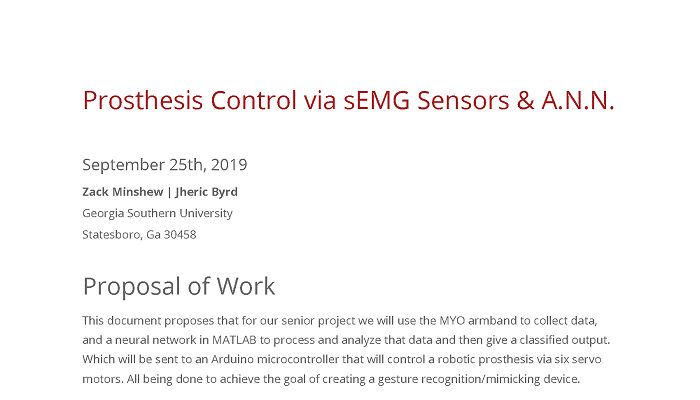 Prosthesis Control via sEMG Sensors & A.N.N.
September 25th, 2019
Zack Minshew | Jheric Byrd
Georgia Southern University
Statesboro, Ga 30458
Proposal of Work
This document proposes that for our senior project we will use the MYO armband to collect data,
and a neural network in MATLAB to process and analyze that data and then give a classified output.
Which will be sent to an Arduino microcontroller that will control a robotic prosthesis via six servo
motors. All being done to achieve the goal of creating a gesture recognition/mimicking device.